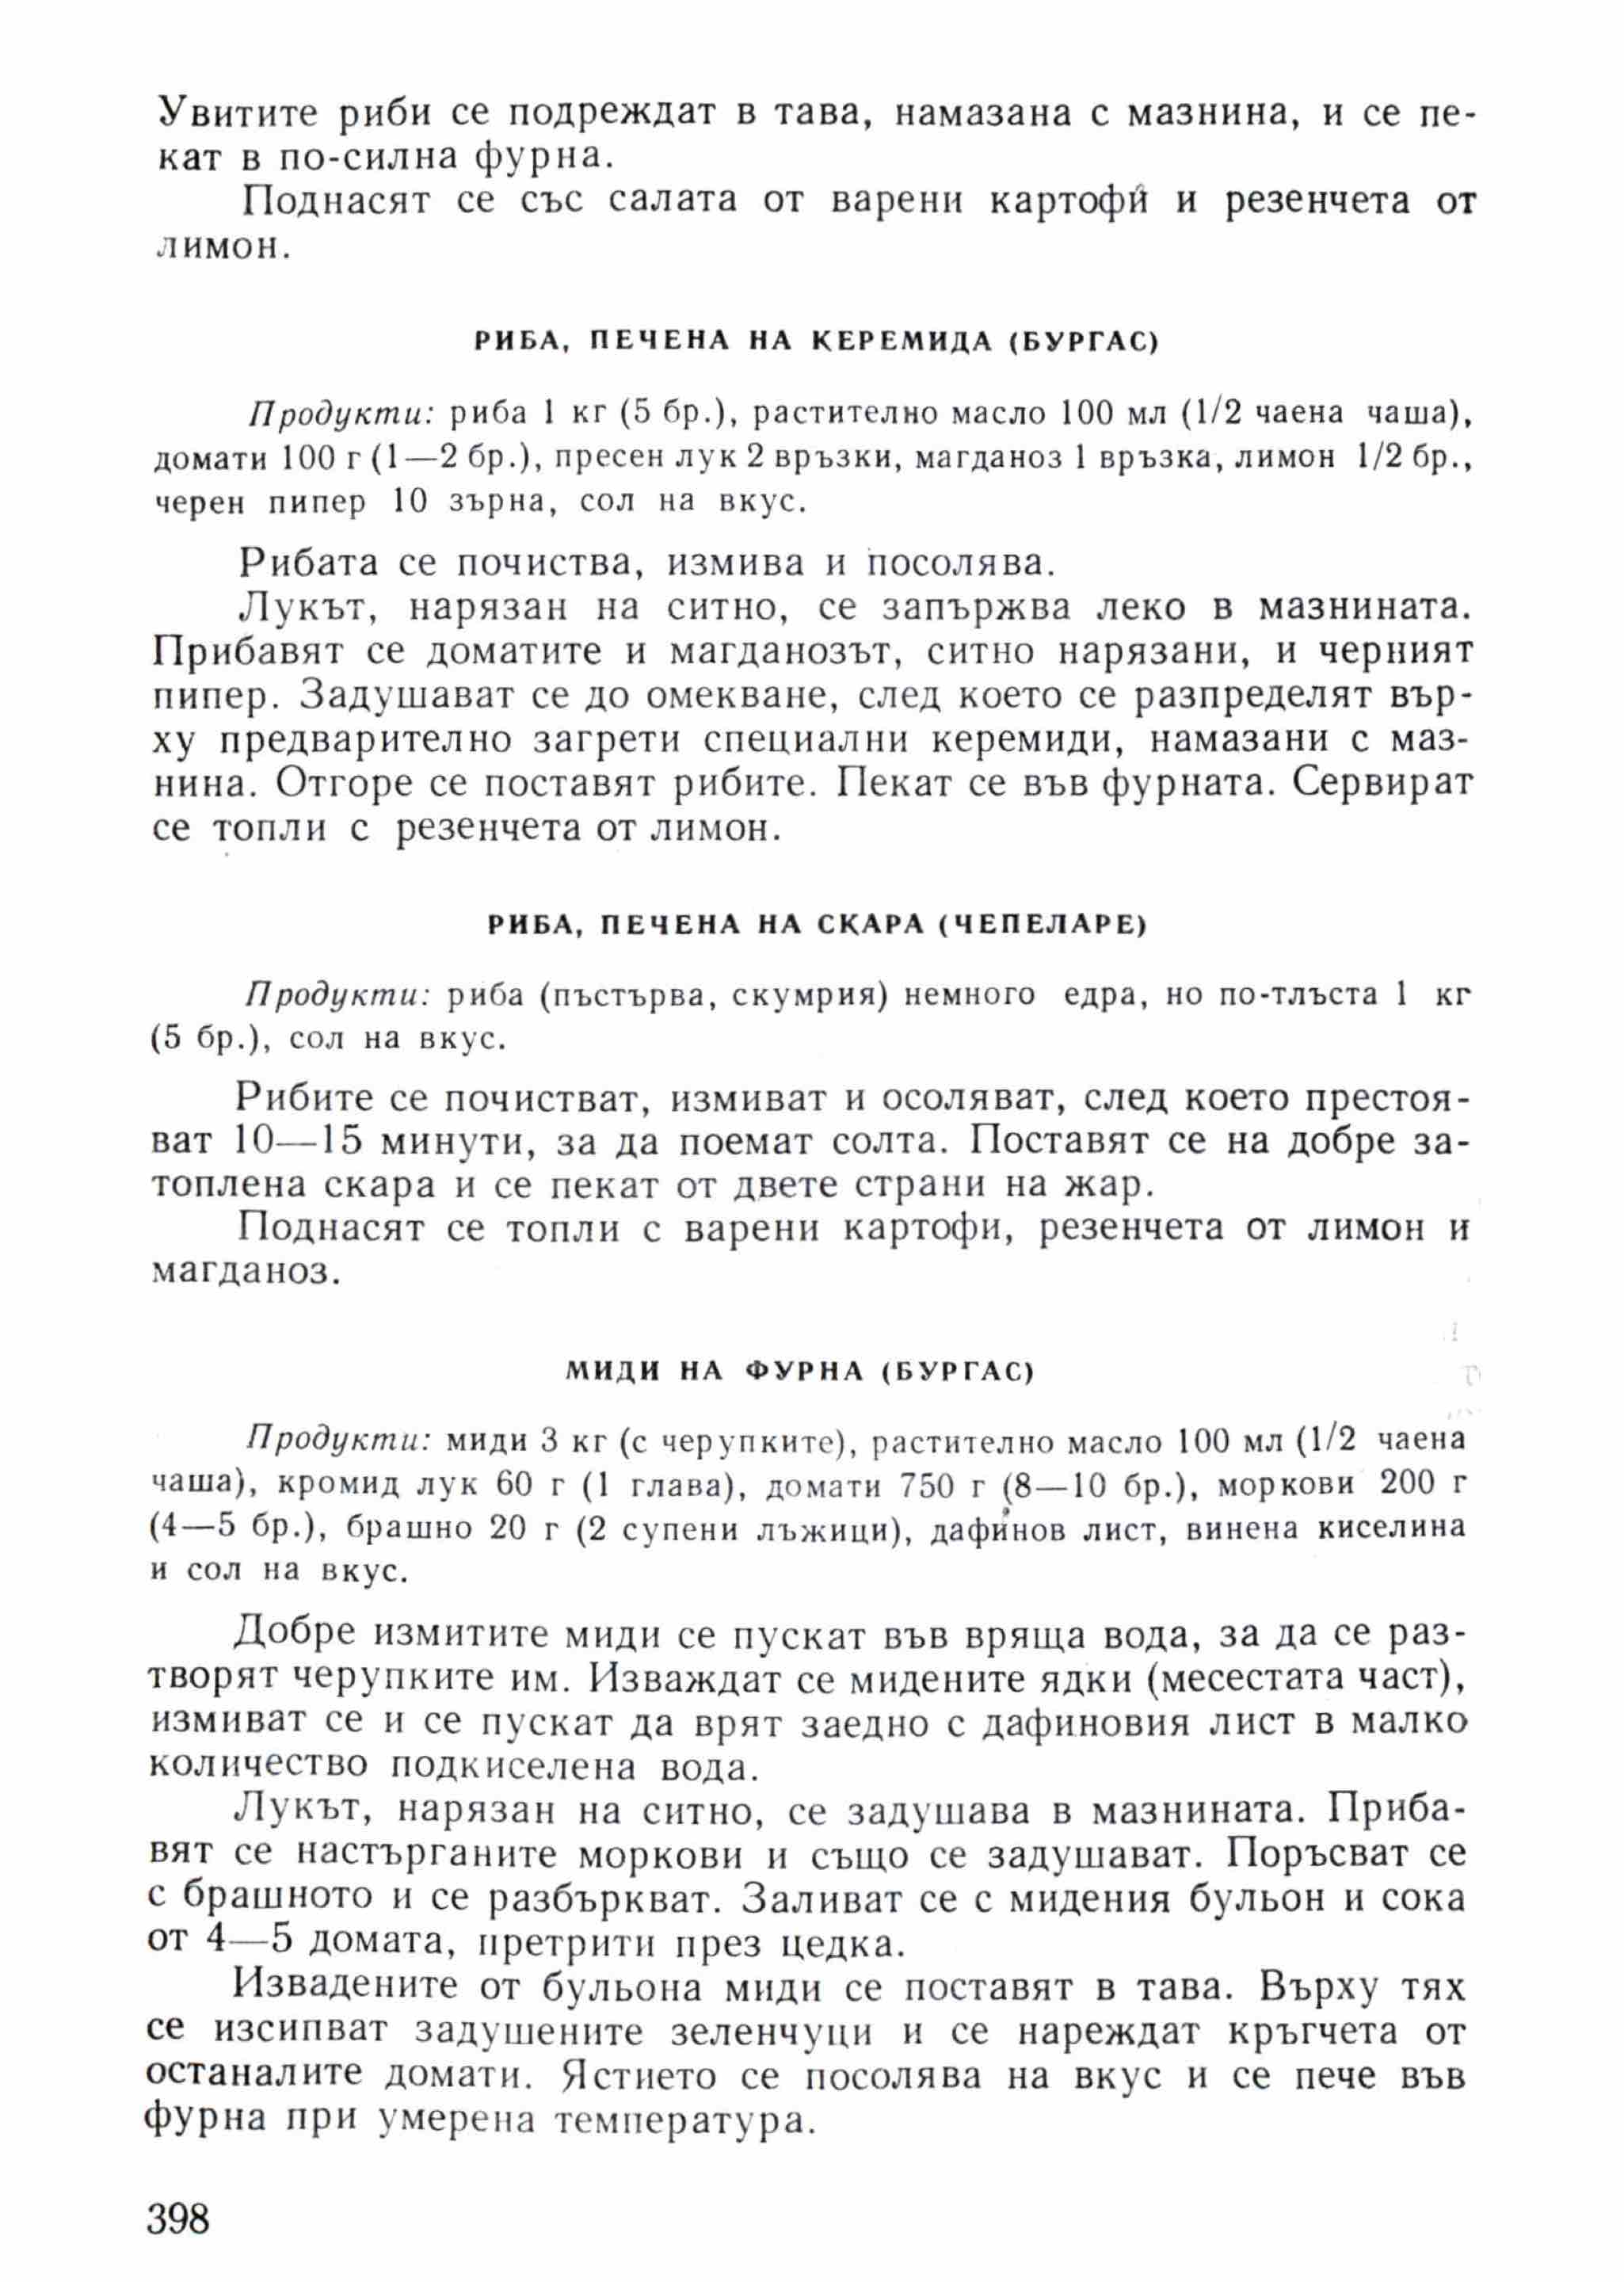 Увитите риби се подреждат в тава, намазана с мазнина, и се пе-
кат в по-силна фурна.
Поднасят се със салата от варени картофи и резенчета от
лимон.
РИБА, ПЕЧЕНА НА КЕРЕМИДА (БУРГАС)
Продукти: риба 1 кг (5 бр.), растително масло 100 мл (1/2 чаена чаша),
домати 100 г (1—2 бр.), пресен лук 2 връзки, магданоз 1 връзка, лимон 1/2 бр.,
черен пипер 10 зърна, сол на вкус.
Рибата се почиства, измива и посолява.
Лукът, нарязан на ситно, се запържва леко в мазнината.
Прибавят се доматите и магданозът, ситно нарязани, и черният
пипер. Задушават се до омекване, след което се разпределят вър-
ху предварително загрети специални керемиди, намазани с маз-
нина. Отгоре се поставят рибите. Пекат се във фурната. Сервират
се топли с резенчета от лимон.
РИБА, ПЕЧЕНА НА СКАРА (ЧЕПЕЛАРЕ)
Продукти: риба (пъстърва, скумрия) немного едра, но по-тлъста 1 кг
(5 бр.), сол на вкус.
Рибите се почистват, измиват и осоляват, след което престоя-
ват 10—15 минути, за да поемат солта. Поставят се на добре за-
топлена скара и се пекат от двете страни на жар.
Поднасят се топли с варени картофи, резенчета от лимон и
магданоз.
МИДИ НА ФУРНА (БУРГАС)
Продукти: миди 3 кг (с черупките), растително масло 100 мл (1/2 чаена
чаша), кромид лук 60 г (1 глава), домати 750 г (8—10 бр.), моркови 200 г
(4—5 бр.), брашно 20 г (2 супени лъжици), дафинов лист, винена киселина
и сол на вкус.
Добре измитите миди се пускат във вряща вода, за да се раз-
творят черупките им. Изваждат се мидените ядки (месестата част),
измиват се и се пускат да врят заедно с дафиновия лист в малко
количество подкиселена вода.
Лукът, нарязан на ситно, се задушава в мазнината. Приба-
вят се настърганите моркови и също се задушават. Поръсват се
с брашното и се разбъркват. Заливат се с мидения бульон и сока
от 4—5 домата, претрити през цедка.
Извадените от бульона миди се поставят в тава. Върху тях
се изсипват задушените зеленчуци и се нареждат кръгчета от
останалите домати. Ястието се посолява на вкус и се пече във
фурна при умерена температура.
398